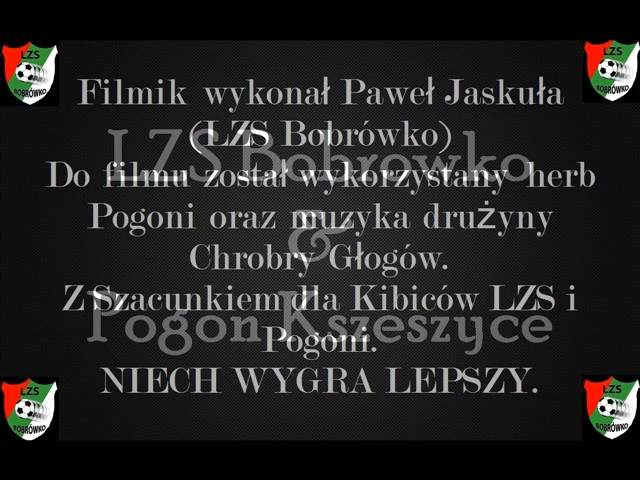 LZS
BOBRÓWKO
LZS
BOBRÓWKO
Filmik wykonał Paweł Jaskuła
(LZS Bobrówko)
Do filmu został wykorzystany herb
Pogoni oraz muzyka drużyny
Chrobry Głogów.
Z Szacunkiem dla Kibiców LZS i
Pogoni.
NIECH WYGRA LEPSZY.
LZS Bobrowko
&
Pogoń Kszeszyce
LZS
BOBRÓWKO
LZS
BOBRÓWKO